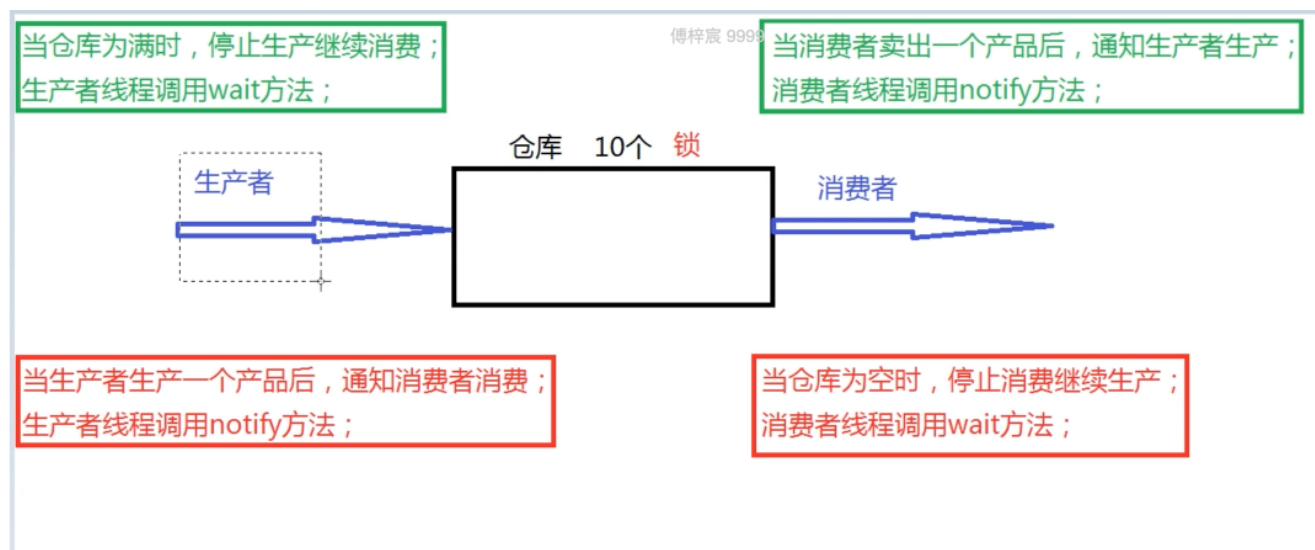 当仓库为满时，停止生产继续消费；
生产者线程调用wait方法；
傅梓宸 9999
当消费者卖出一个产品后，通知生产者生产；
消费者线程调用notify方法；
仓库 10个 锁
生产者
消费者
当生产者生产一个产品后，通知消费者消费；
生产者线程调用notify方法；
当仓库为空时，停止消费继续生产；
消费者线程调用wait方法；